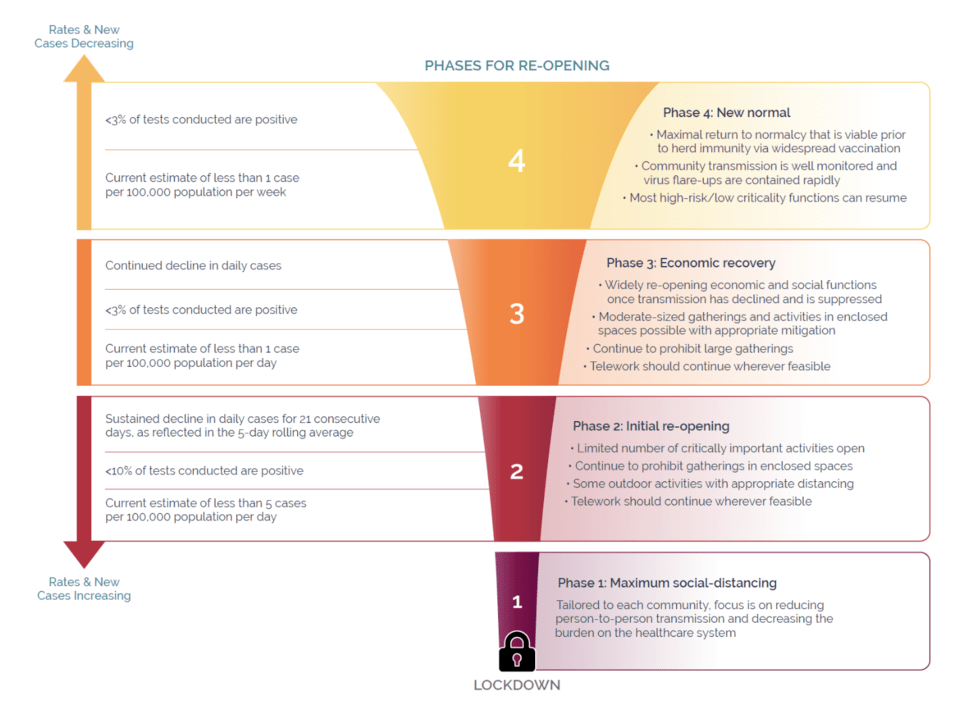 Rates & New
Cases Decreasing
PHASES FOR RE-OPENING
<3% of tests conducted are positive
Current estimate of less than 1 case
per 100,000 population per week
4
Phase 4: New normal
• Maximal return to normalcy that is viable prior
to herd immunity via widespread vaccination
• Community transmission is well monitored and
virus flare-ups are contained rapidly
• Most high-risk/low criticality functions can resume
Continued decline in daily cases
<3% of tests conducted are positive
Current estimate of less than 1 case
per 100,000 population per day
3
Phase 3: Economic recovery
• Widely re-opening economic and social functions
once transmission has declined and is suppressed
• Moderate-sized gatherings and activities in enclosed
spaces possible with appropriate mitigation
• Continue to prohibit large gatherings
• Telework should continue wherever feasible
Sustained decline in daily cases for 21 consecutive
days, as reflected in the 5-day rolling average
<10% of tests conducted are positive
Current estimate of less than 5 cases
per 100,000 population per day
2
Phase 2: Initial re-opening
• Limited number of critically important activities open
• Continue to prohibit gatherings in enclosed spaces
• Some outdoor activities with appropriate distancing
• Telework should continue wherever feasible
Rates & New
Cases Increasing
1
Phase 1: Maximum social-distancing
Tailored to each community, focus is on reducing
person-to-person transmission and decreasing the
burden on the healthcare system
LOCKDOWN